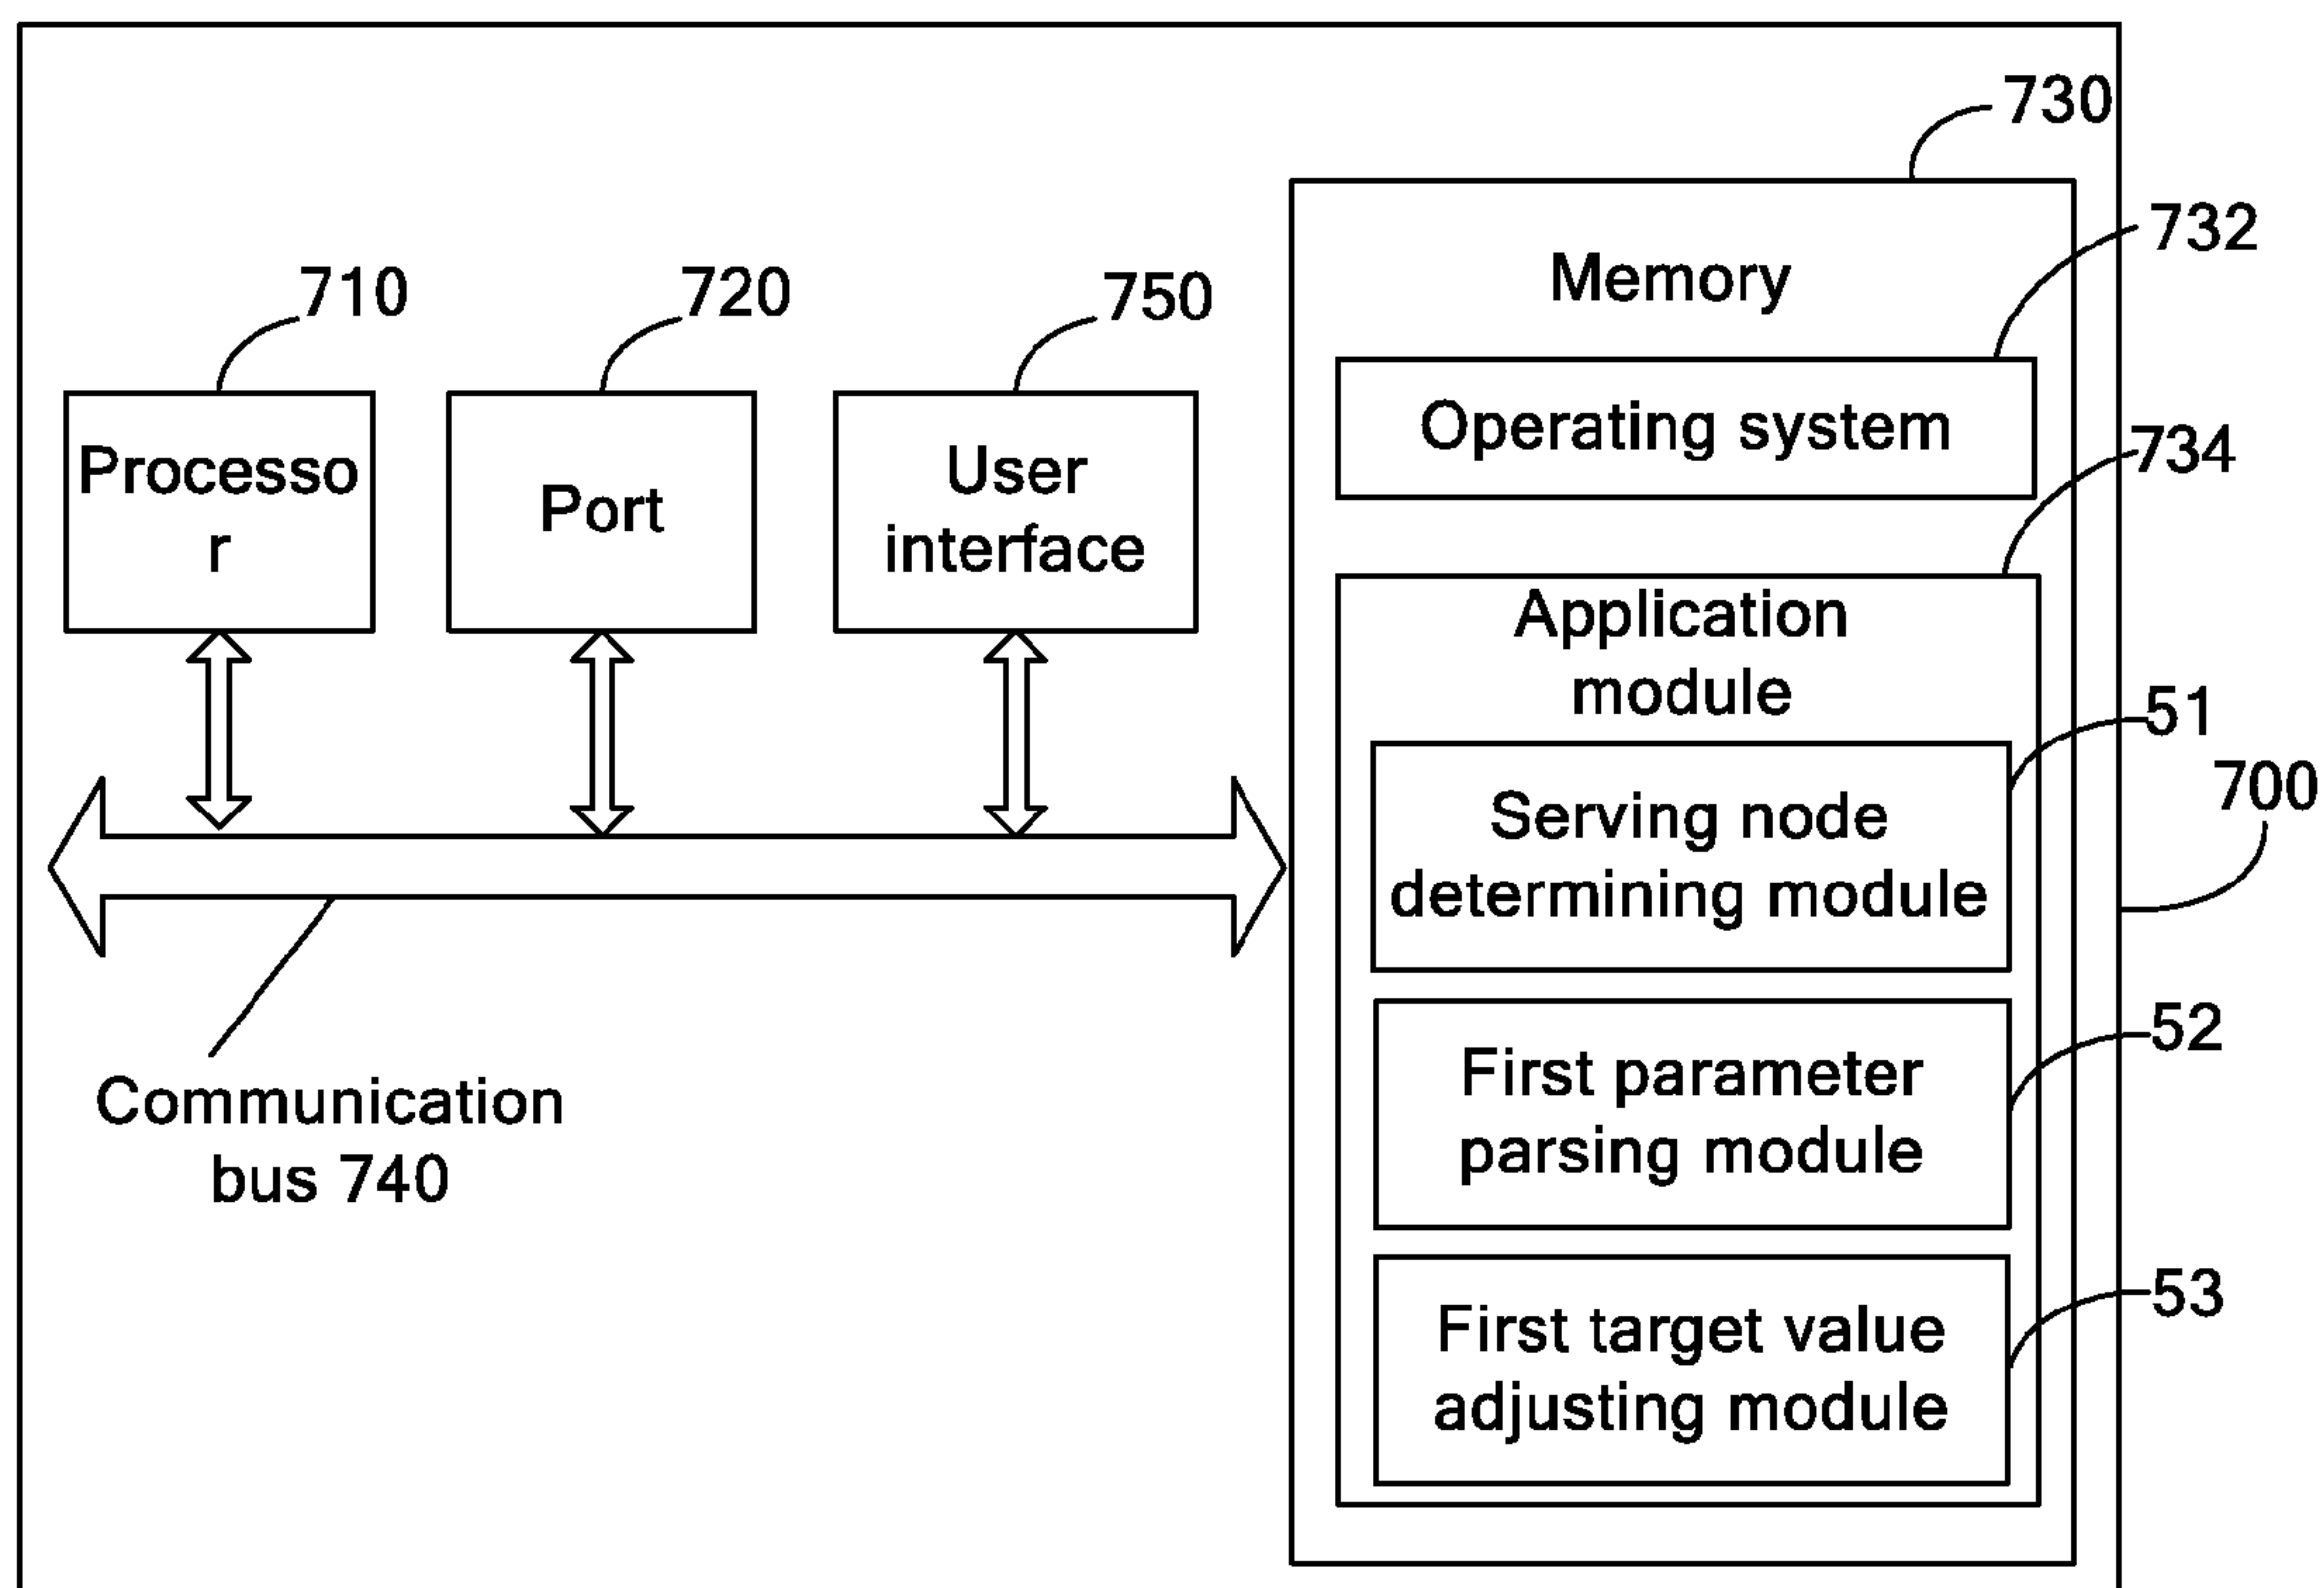 730
732
Memory
710
720
750
Operating system
734
Processo
r
Port
User
interface
Application
module
51
700
Serving node
determining module
52
First parameter
parsing module
Communication
bus 740
53
First target value
adjusting module